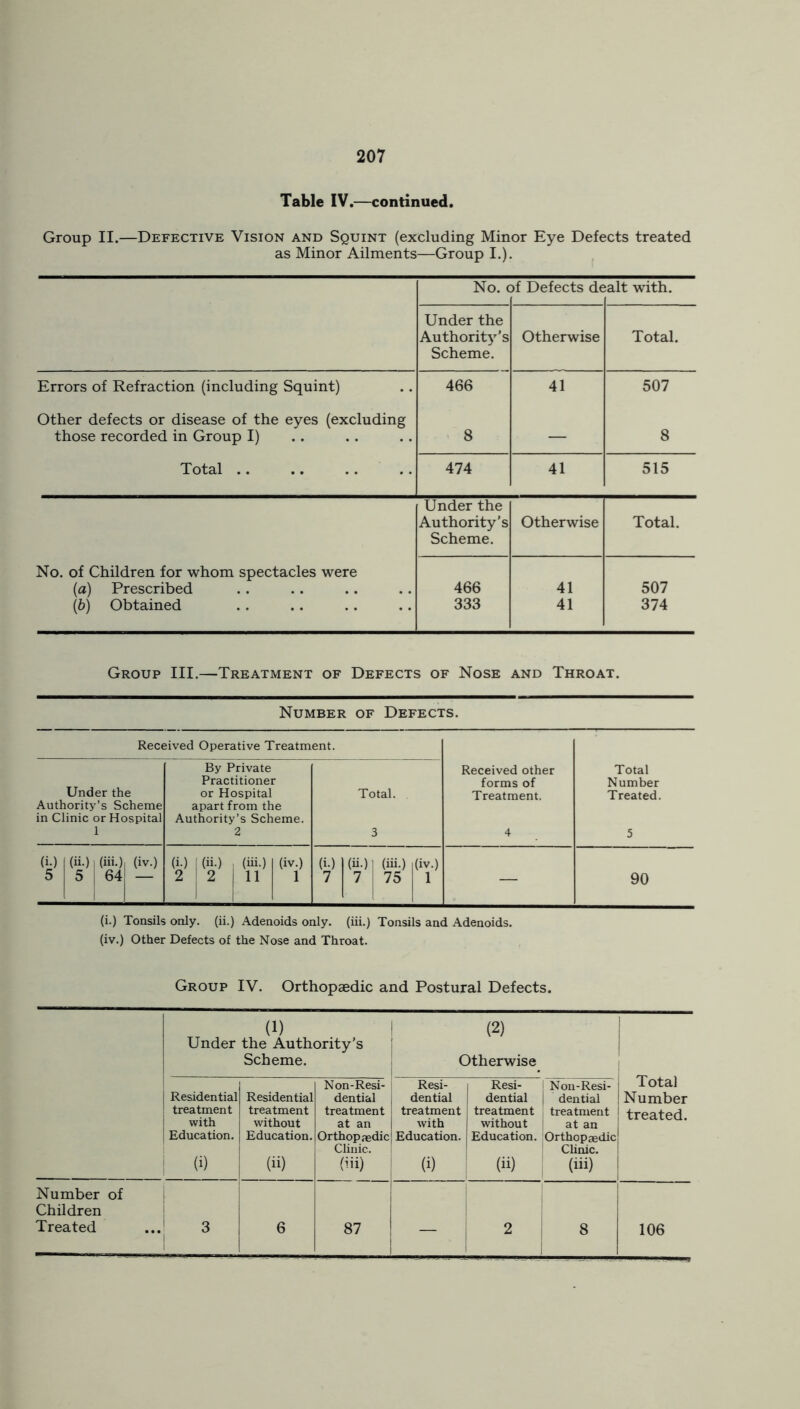 207
Table IV.—continued.
Group II.—Defective Vision and Squint (excluding Minor Eye Defects treated
as Minor Ailments—Group I.).
No. of Defects dealt with.
Under the Authority's Scheme. Otherwise Total.
Errors of Refraction (including Squint) .. 466 41 507
Other defects or disease of the eyes (excluding
those recorded in Group I) .. .. .. 8 — 8
Total .. .. .. .. 474 41 515
Under the Authority's Scheme. Otherwise Total.
No. of Children for whom spectacles were
(a) Prescribed .. .. .. .. 466 41 507
(b) Obtained .. .. .. .. 333 41 374
Group III.—Treatment of Defects of Nose and Throat.
Number of Defects.
Received Operative Treatment.
Under the Authority's Scheme in Clinic or Hospital 1
By Private Practitioner or Hospital apart from the Authority's Scheme. 2
Total. 3
Received other forms of Treatment. 4
Total Number Treated. 5
(i.) (ii.) (iii.) (iv.) (i.) (ii.) (iii.) (iv.) (i.) (ii.) (iii.) (iv.)
5 5 64 — 2 2 11 1 7 7 75 1 — 90
(i.) Tonsils only. (ii.) Adenoids only. (iii.) Tonsils and Adenoids.
(iv.) Other Defects of the Nose and Throat.
Group IV. Orthopædic and Postural Defects.
(1) Under the Authority's Scheme.
(2) Otherwise
Residential treatment with Education. (i)
Residential treatment without Education. (ii)
Non-Residential treatment at an Orthopædic Clinic. (iii)
Residential treatment with Education. (i)
Residential treatment without Education. (ii)
Non-Residential treatment at an Orthopædic Clinic. (iii)
Total Number treated.
Number of
Children
Treated ... 3 6 87 — 2 8 106